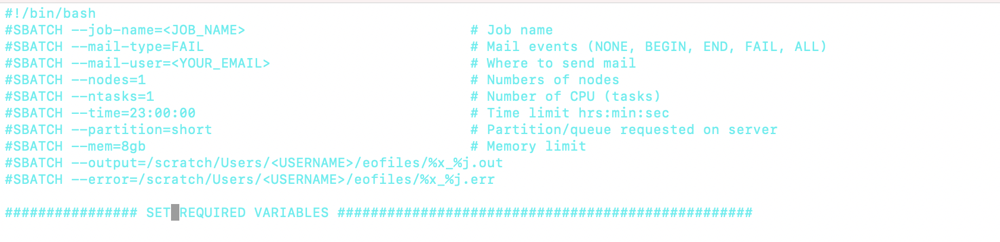 #!/bin/bash
#SBATCH --job-name=<JOB_NAME> # Job name
#SBATCH --mail-type=FAIL # Mail events (NONE, BEGIN, END, FAIL, ALL)
#SBATCH --mail-user=<YOUR_EMAIL> # Where to send mail
#SBATCH --nodes=1 # Numbers of nodes
#SBATCH --ntasks=1 # Number of CPU (tasks)
#SBATCH --time=23:00:00 # Time limit hrs:min:sec
#SBATCH --partition=short # Partition/queue requested on server
#SBATCH --mem=8gb # Memory limit
#SBATCH --output=/scratch/Users/<USERNAME>/eofiles/%x_%j.out
#SBATCH --error=/scratch/Users/<USERNAME>/eofiles/%x_%j.err
################ SET REQUIRED VARIABLES ##################################################